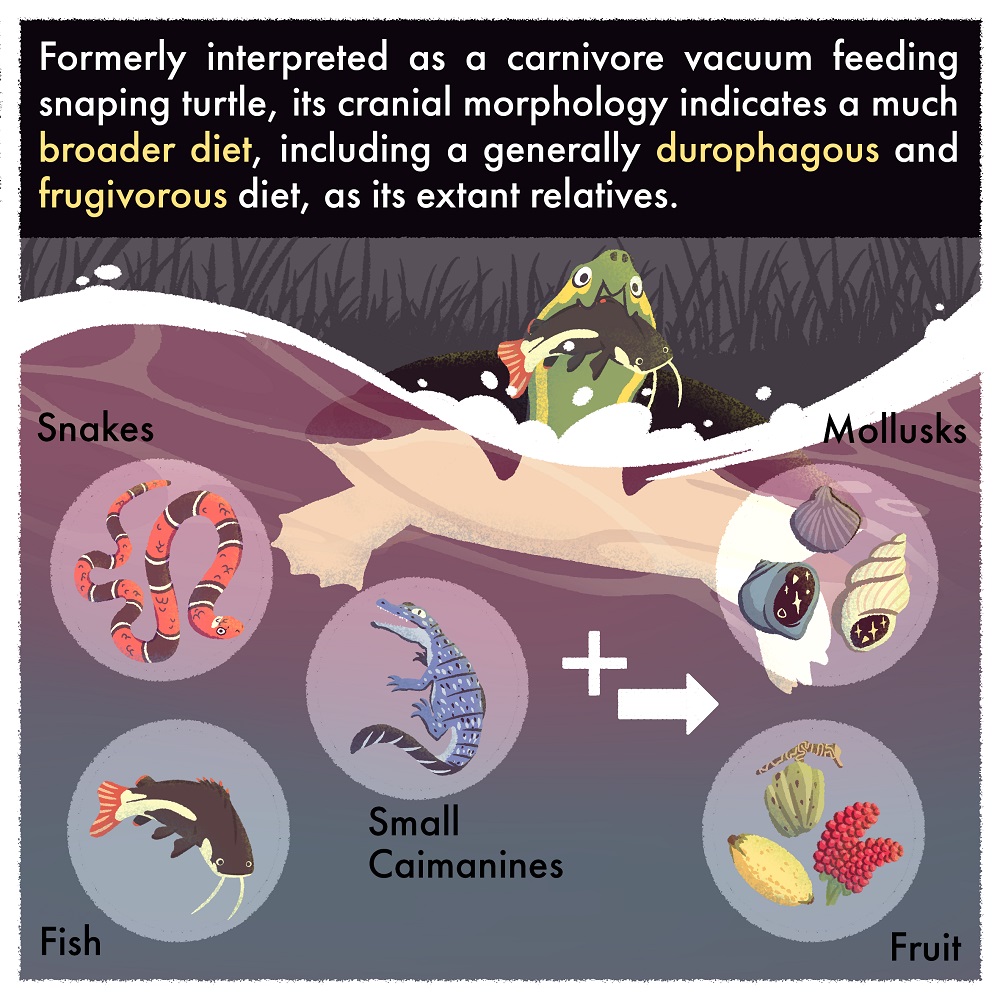 Formerly interpreted as a carnivore vacuum feeding
snaping turtle, its cranial morphology indicates a much
broader diet, including a generally durophagous and
frugivorous diet, as its extant relatives.
Snakes
Mollusks
Small
Caimanines
Fish
Fruit